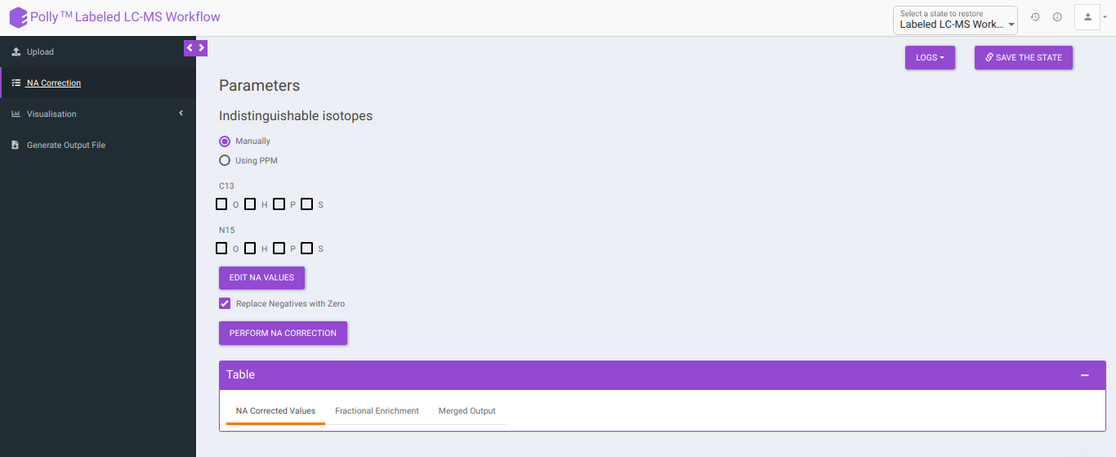 Polly™ Labeled LC-MS Workflow
Select a state to restore
Labeled LC-MS Work...
Upload
NA Correction
Visualisation
Generate Output File
LOGS
SAVE THE STATE
Parameters
Indistinguishable isotopes
Manually
Using PPM
C13
O H P S
N15
O H P S
EDIT NA VALUES
Replace Negatives with Zero
PERFORM NA CORRECTION
Table
NA Corrected Values Fractional Enrichment Merged Output